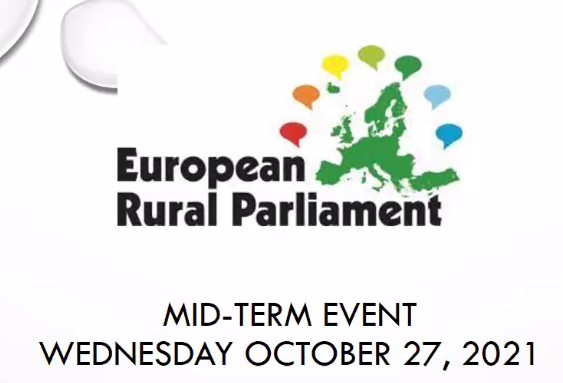 European
Rural Parliament
MID-TERM EVENT
WEDNESDAY OCTOBER 27, 2021